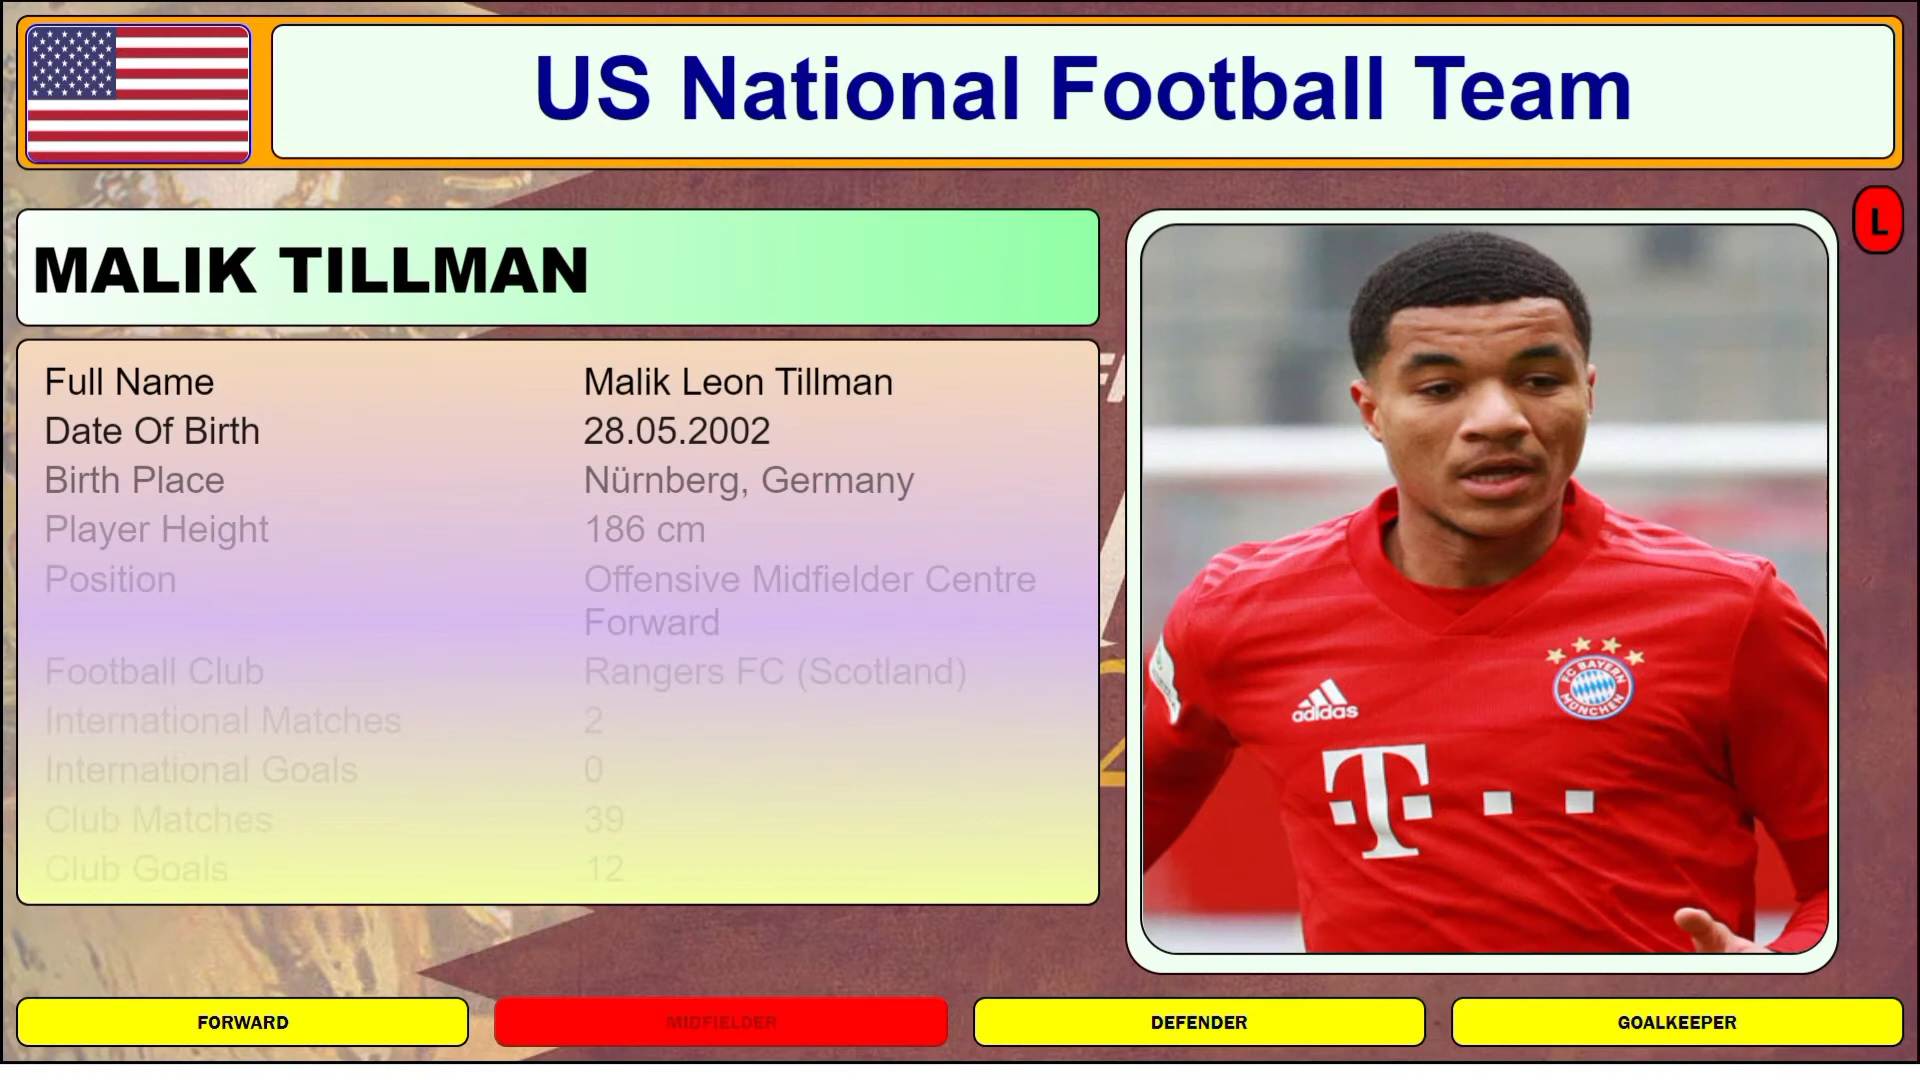 US National Football Team
L
MALIK TILLMAN
Full Name Malik Leon Tillman
Date Of Birth 28.05.2002
Birth Place Nürnberg, Germany
Player Height 186 cm
Position Offensive Midfielder Centre
Forward
Football Club Rangers FC (Scotland)
International Matches 2
International Goals 0
Club Matches 39
Club Goals 12
adidas
FC BAYERN
MÜNCHEN
T
FORWARD
MIDFIELDER
DEFENDER
GOALKEEPER